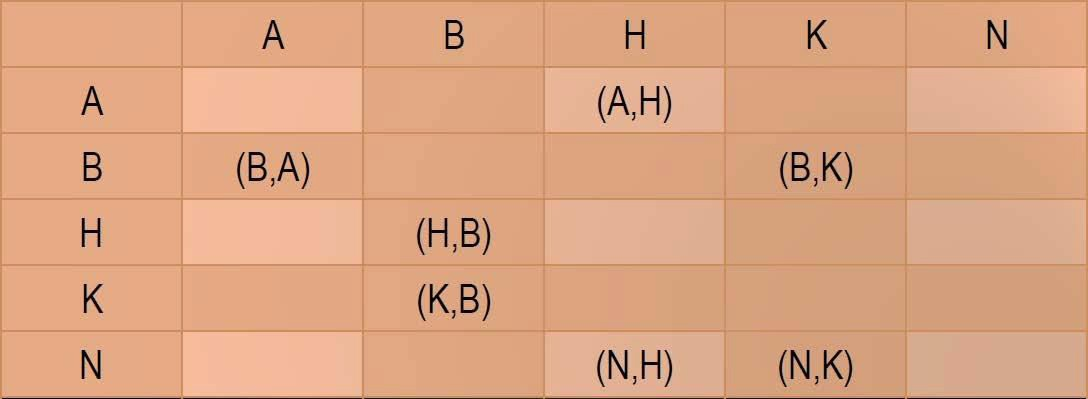 A B H K N
A (A,H)
B (B,A) (B,K)
H (H,B)
K (K,B)
N (N,H) (N,K)